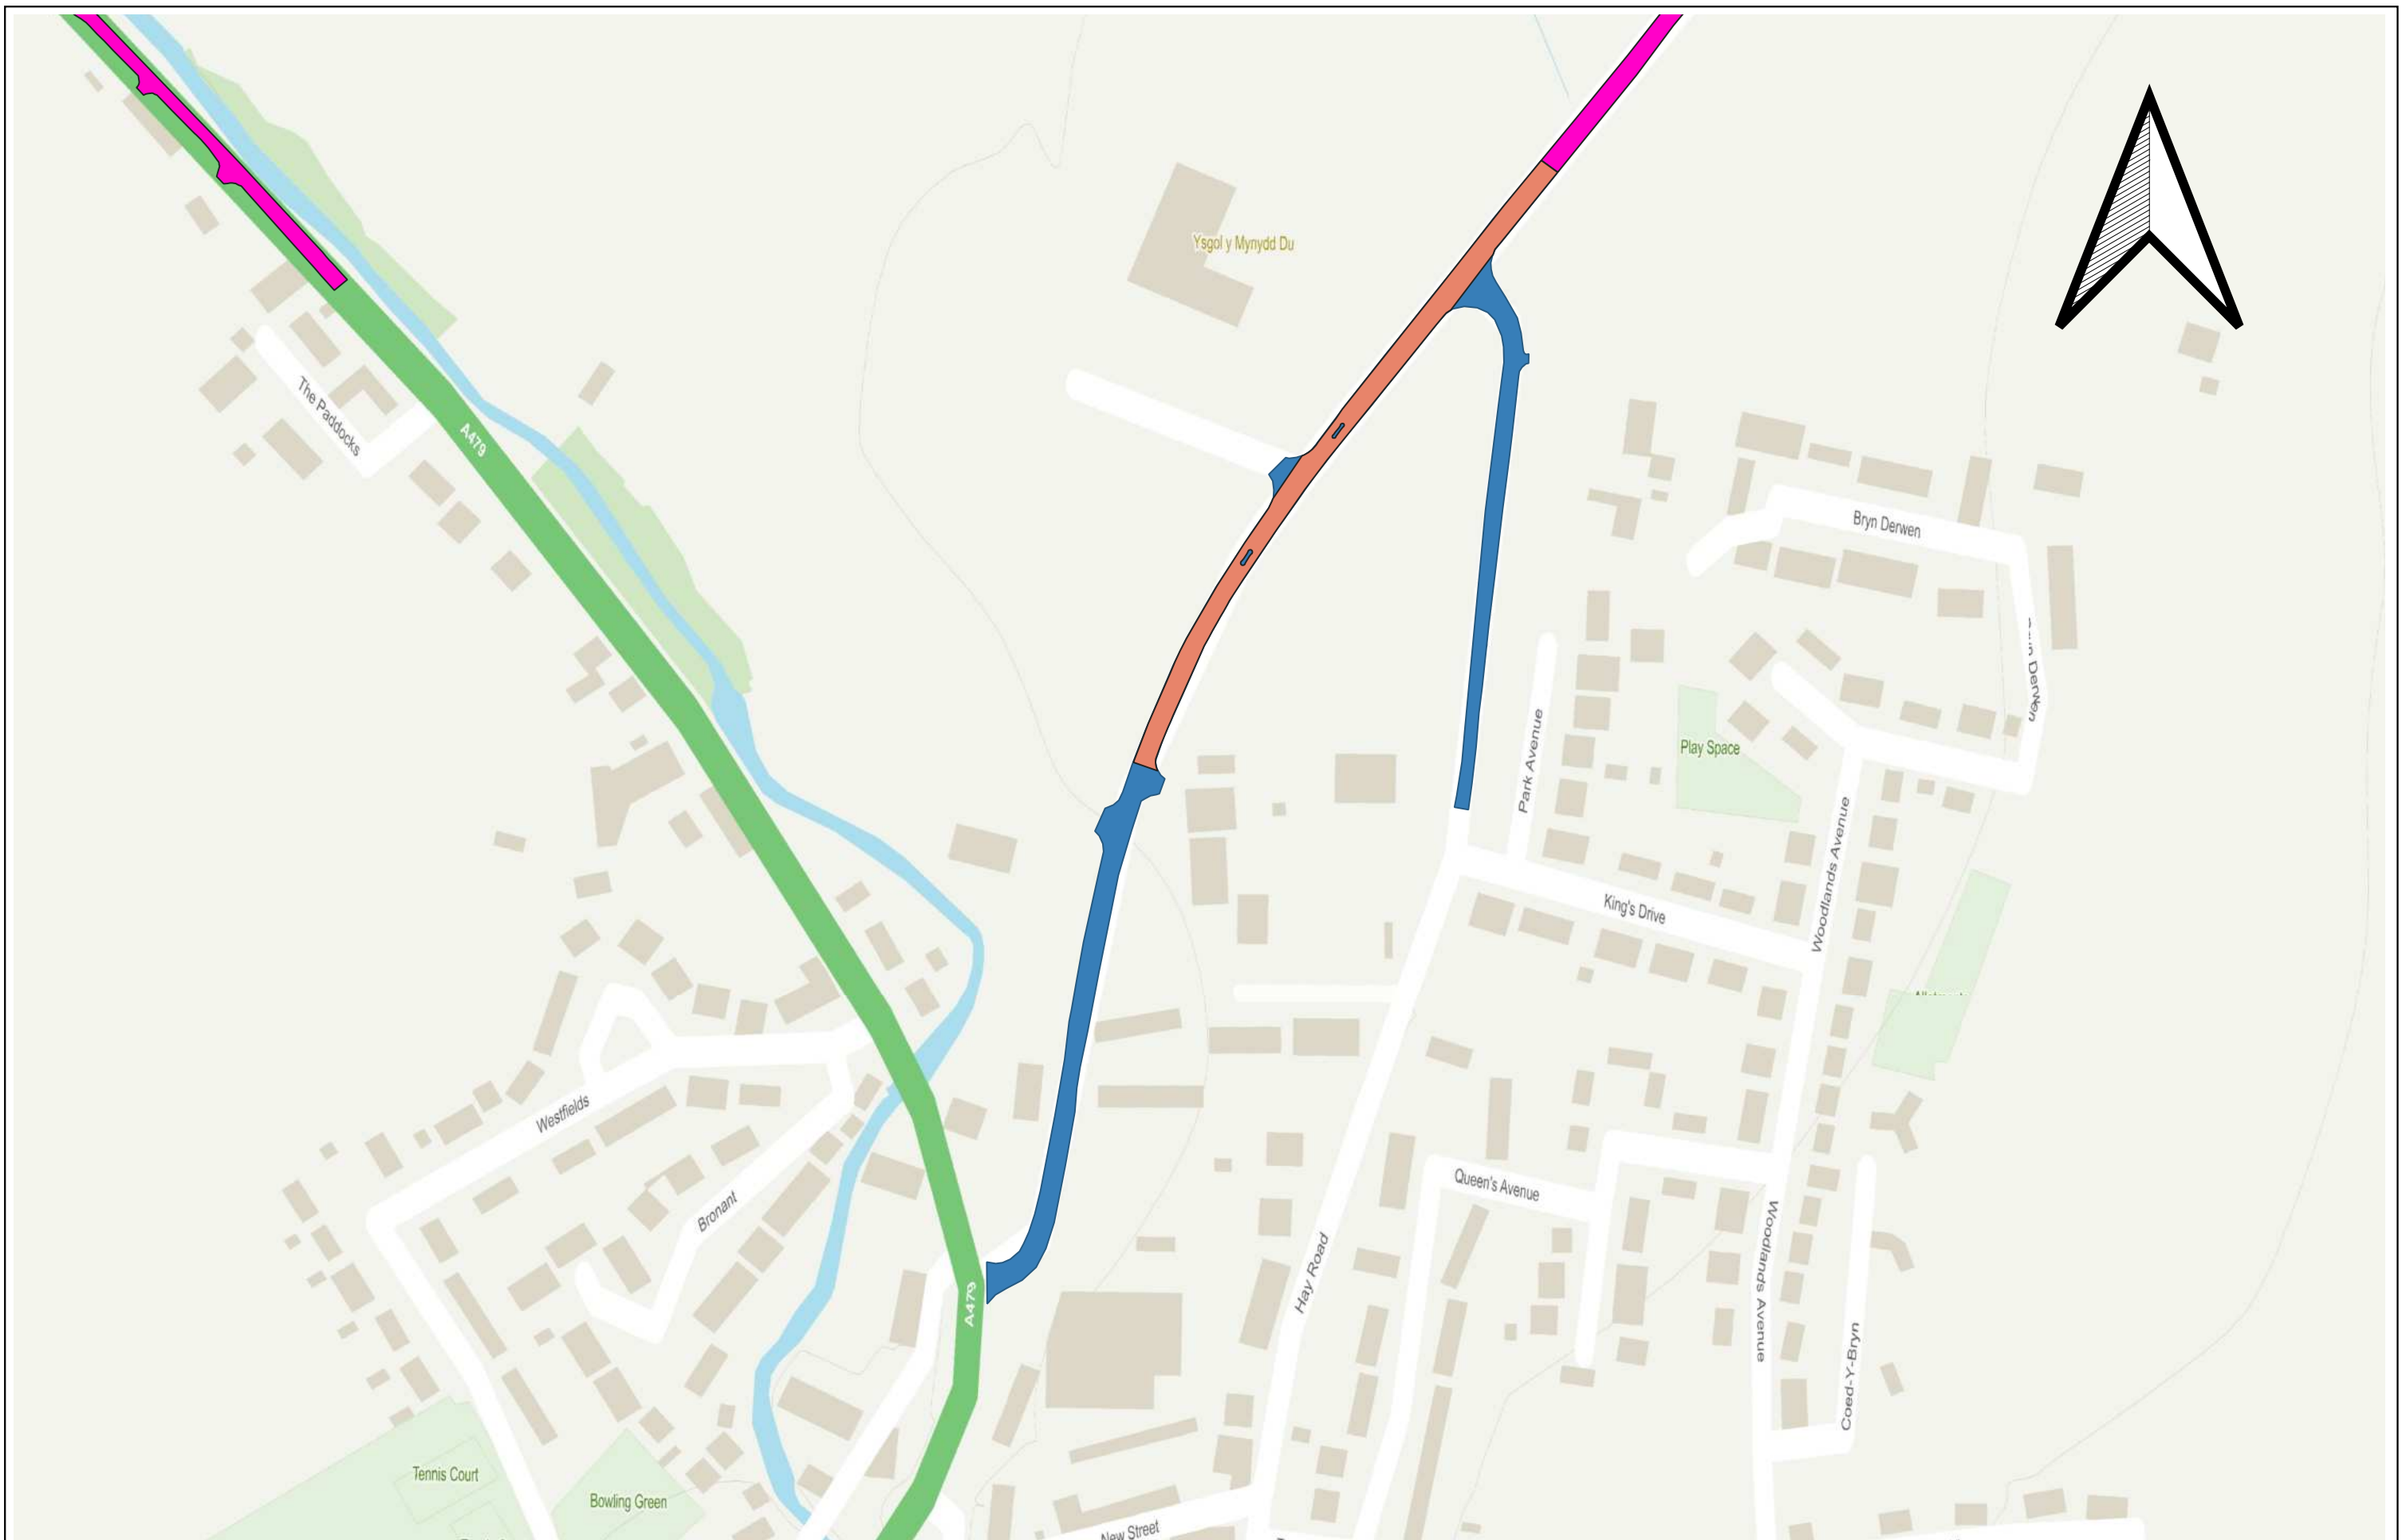 Ysgol y Mynydd Du
The Paddocks
A479
Bryn Derwen
Derwen
Park Avenue
Play Space
Woodlands Avenue
King's Drive
Westfields
Queen's Avenue
Bronant
Hay Road
Woodlands Avenue
A479
Coed-Y-Bryn
Tennis Court
Bowling Green
New Street